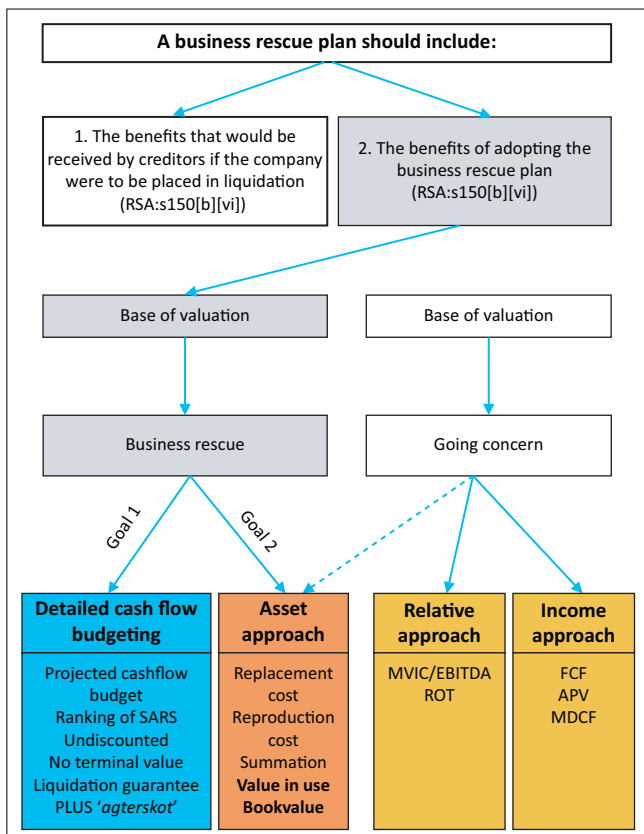 A business rescue plan should include:
1. The benefits that would be
received by creditors if the company
were to be placed in liquidation
(RSA:s150[b][vi])
2. The benefits of adopting the
business rescue plan
(RSA:s150[b][vi])
Base of valuation
Base of valuation
Business rescue
Going concern
Goal 1
Goal 2
Detailed cash flow
budgeting
Projected cashflow
budget
Ranking of SARS
Undiscounted
No terminal value
Liquidation guarantee
PLUS ‘agterskot’
Asset
approach
Replacement
cost
Reproduction
cost
Summation
Value in use
Bookvalue
Relative
approach
MVIC/EBITDA
ROT
Income
approach
FCF
APV
MDCF